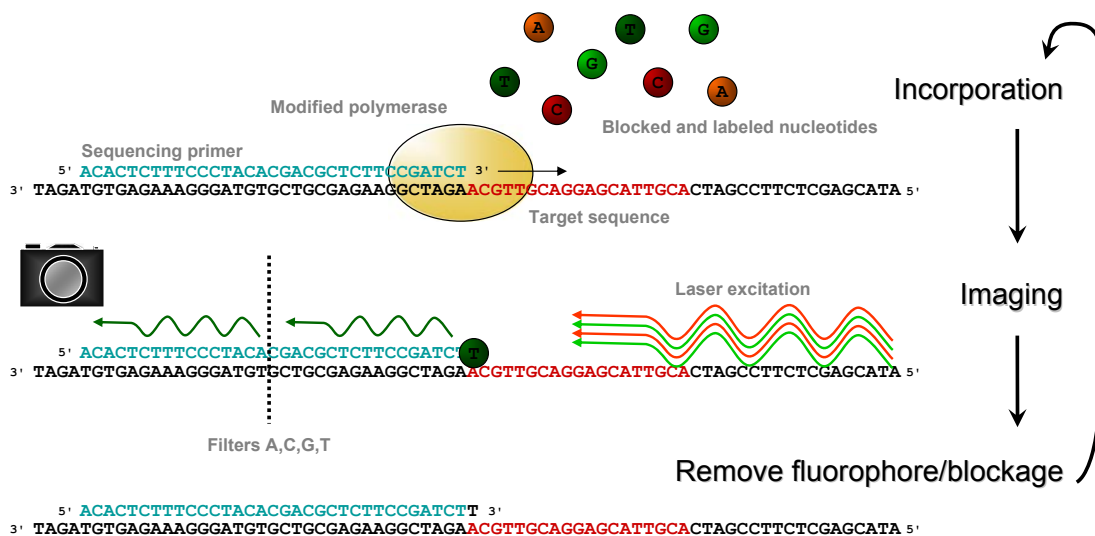 A T G
G
T C A
C
Incorporation
Modified polymerase
Blocked and labeled nucleotides
Sequencing primer
5' ACACTCTTTCCCTACACGACGCTCTTCCGATCT 3'
3' TAGATGTGAGAAAGGGATGTGCTGCGAGAAGGCTAGAACGTTGCAGGAGCATTGCACTAGCCTTCTCGAGCATA 5'
Target sequence
Laser excitation
Imaging
5' ACACTCTTTCCCTACACGACGCTCTTCCGATCT T
3' TAGATGTGAGAAAGGGATGTGCTGCGAGAAGGCTAGAACGTTGCAGGAGCATTGCACTAGCCTTCTCGAGCATA 5'
Filters A,C,G,T
Remove fluorophore/blockage
5' ACACTCTTTCCCTACACGACGCTCTTCCGATCTT 3'
3' TAGATGTGAGAAAGGGATGTGCTGCGAGAAGGCTAGAACGTTGCAGGAGCATTGCACTAGCCTTCTCGAGCATA 5'